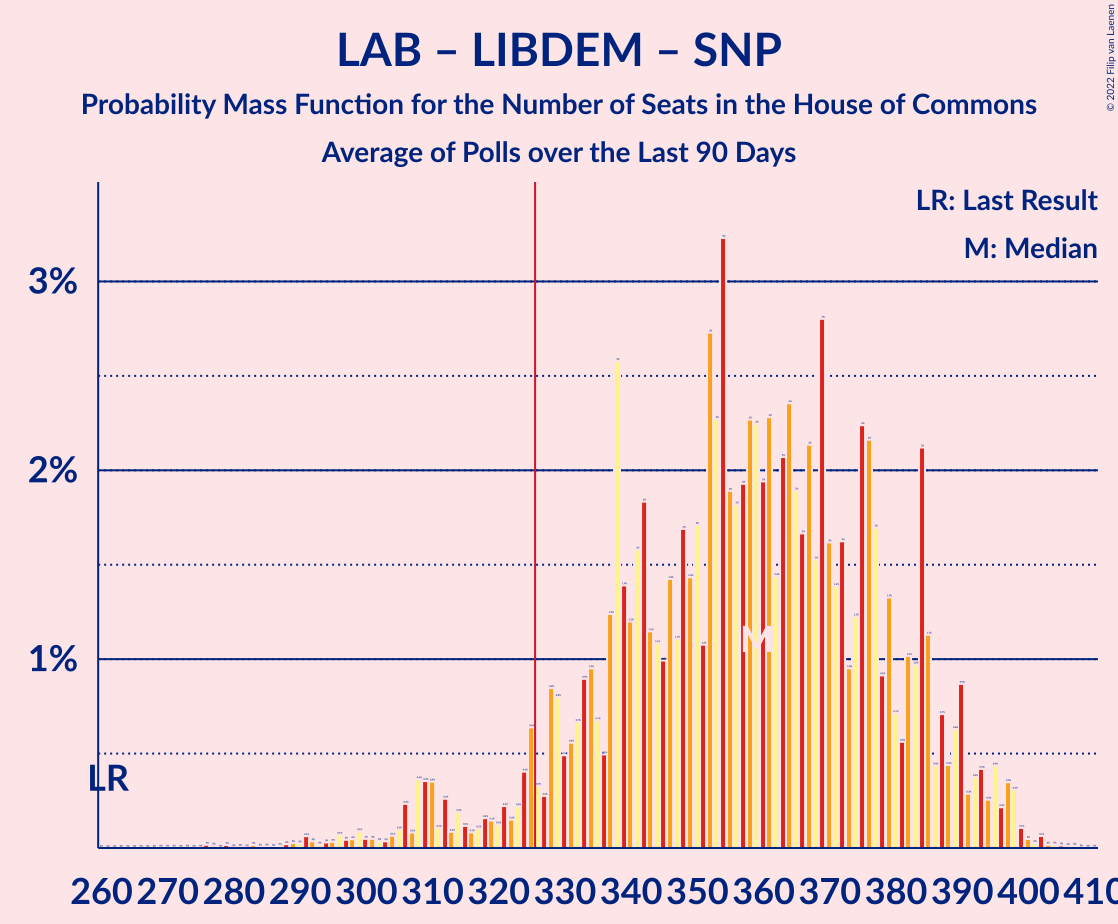 LAB – LIBDEM – SNP
Probability Mass Function for the Number of Seats in the House of Commons
Average of Polls over the Last 90 Days
© 2022 Filip van Laenen
LR: Last Result
M: Median
3%
2%
1%
LR
M
260 270 280 290 300 310 320 330 340 350 360 370 380 390 400 410